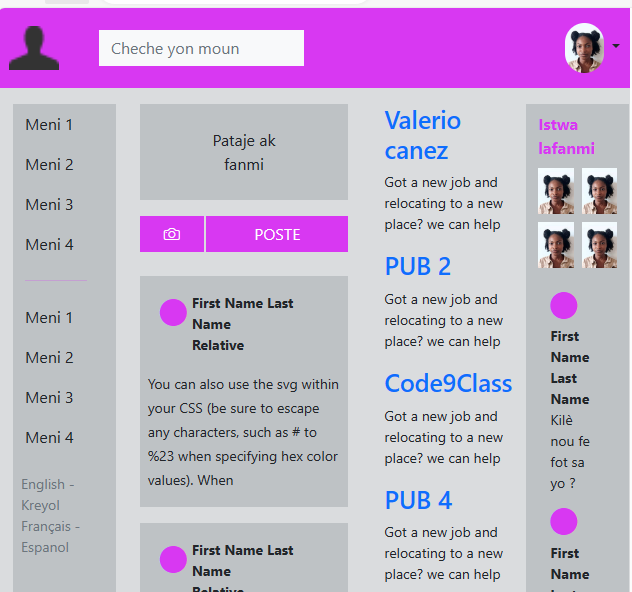 Cheche yon moun
Meni 1
Meni 2
Meni 3
Meni 4
Meni 1
Meni 2
Meni 3
Meni 4
English -
Kreyol
Français -
Espanol
Pataje ak
fanmi
POSTE
First Name Last
Name
Relative
You can also use the svg within
your CSS (be sure to escape
any characters, such as # to
%23 when specifying hex color
values). When
First Name Last
Name
Relative
Valerio
canez
Got a new job and
relocating to a new
place? we can help
PUB 2
Got a new job and
relocating to a new
place? we can help
Code9Class
Got a new job and
relocating to a new
place? we can help
PUB 4
Got a new job and
relocating to a new
place? we can help
Istwa
lafanmi
First
Name
Last
Name
Kilè
nou fe
fot sa
yo ?
First
Name